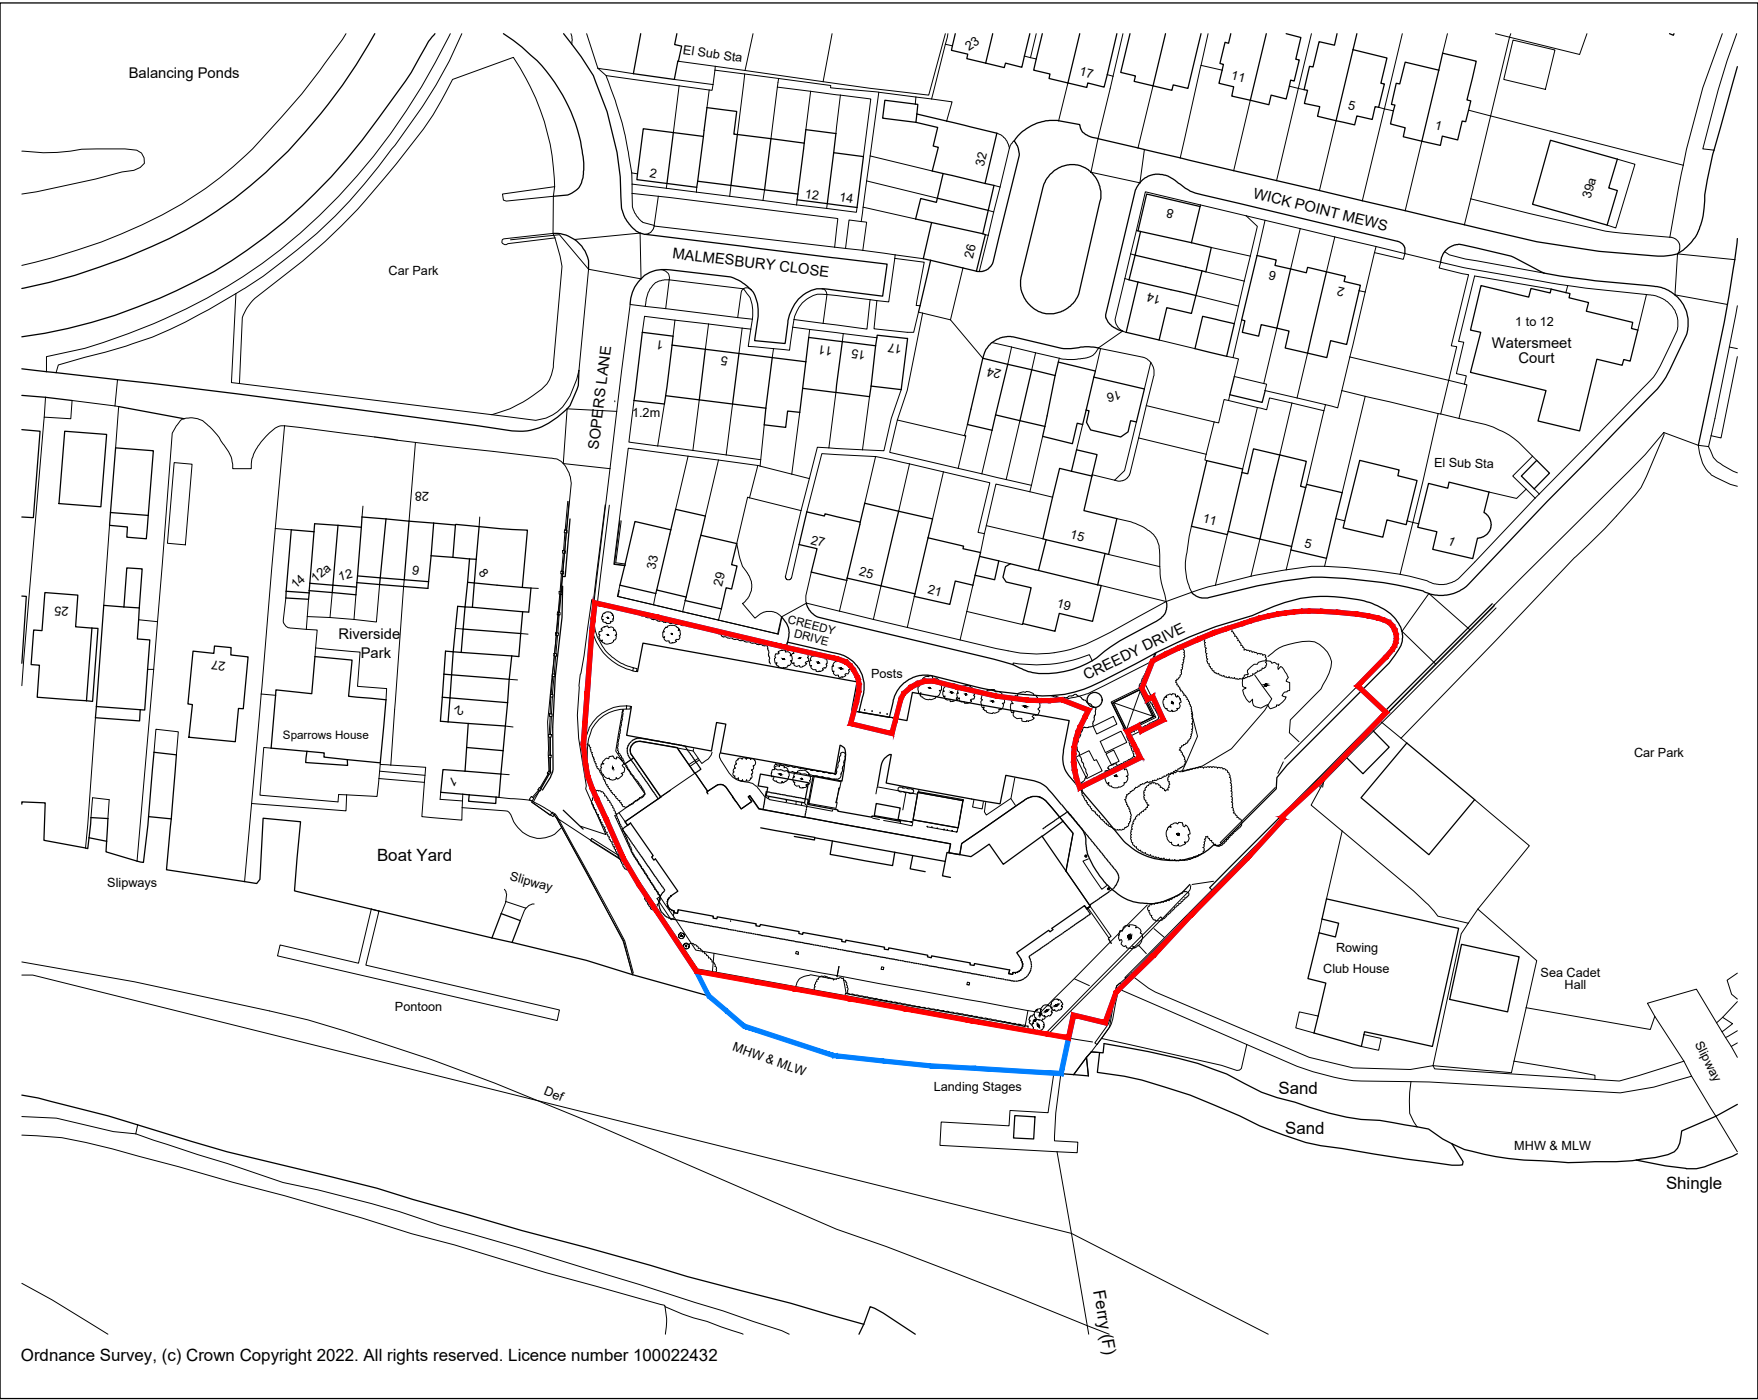 El Sub Sta
23
17
11
5
1
Balancing Ponds
32
2
12
14
39a
8
WICK POINT MEWS
26
MALMESBURY CLOSE
Car Park
6
2
14
1 to 12
Watersmeet
Court
1
5
11
15
17
SOPERS LANE
24
16
1.2m
El Sub Sta
28
11
5
1
15
27
33
29
25
21
19
14
12a
12
9
8
25
Riverside
Park
CREEDY
DRIVE
CREEDY DRIVE
27
Posts
2
Sparrows House
Car Park
1
Boat Yard
Slipways
Slipway
Rowing
Club House
Sea Cadet
Hall
Pontoon
MHW & MLW
Landing Stages
Slipway
Def
Sand
Sand
MHW & MLW
Shingle
Ferry (F)
Ordnance Survey, (c) Crown Copyright 2022. All rights reserved. Licence number 100022432